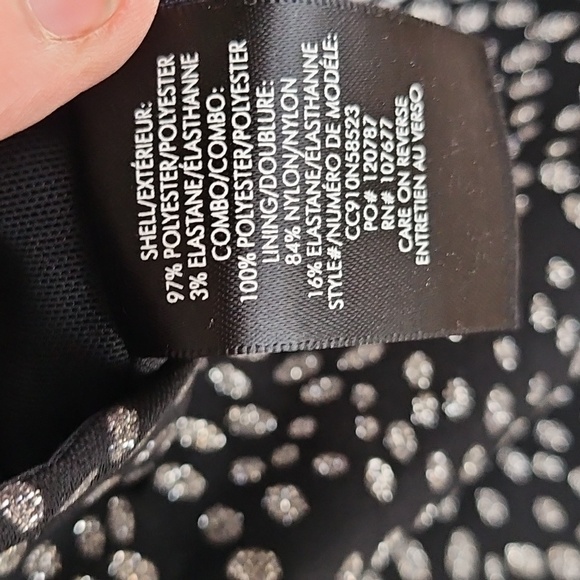 SHELL/EXTÉRIEUR:
97% POLYESTER/POLYESTER
3% ELASTANE/ÉLASTHANNE
COMBO/COMBO:
100% POLYESTER/POLYESTER
LINING/DOUBLURE:
84% NYLON/NYLON
16% ELASTANE/ÉLASTHANNE
STYLE#/NUMÉRO DE MODÈLE:
CC910N58523
PO# 120787
RN# 107677
CARE ON REVERSE
ENTRETIEN AU VERSO